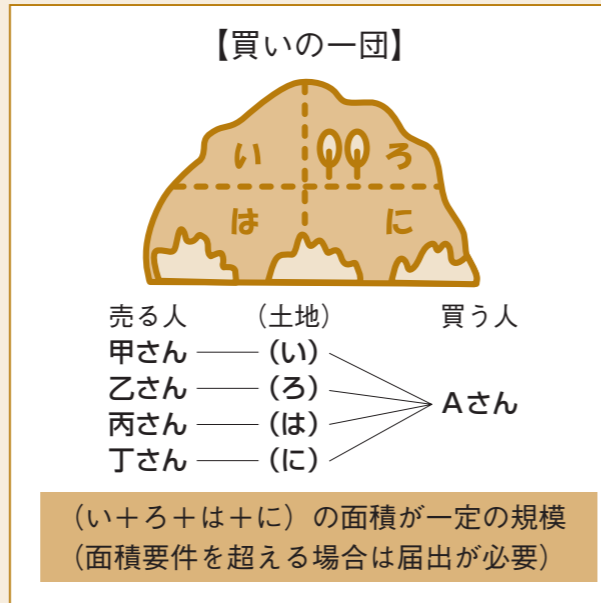 【買いの一団】
い
ろ
は
に
売る人 (土地) 買う人
甲さん (い)
乙さん (ろ)
Aさん
丙さん (は)
丁さん (に)
(い+ろ+は+に)の面積が一定の規模
(面積要件を超える場合は届出が必要)